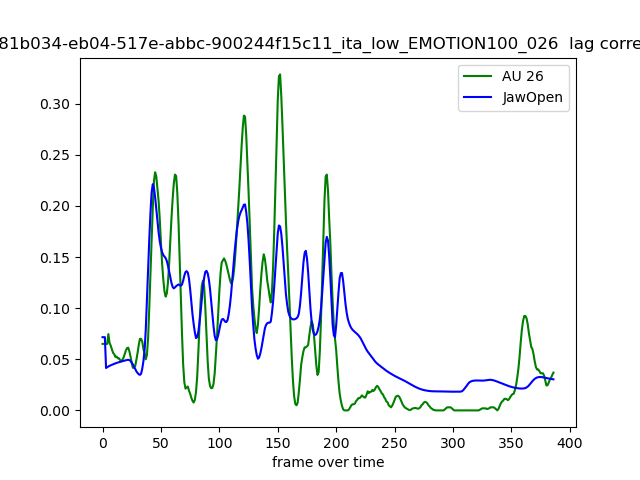 81b034-eb04-517e-abbc-900244f15c11_ita_low_EMOTION100_026  lag corre
AU 26
JawOpen
0.30
0.25
0.20
0.15
0.10
0.05
0.00
0 50 100 150 200 250 300 350 400
frame over time